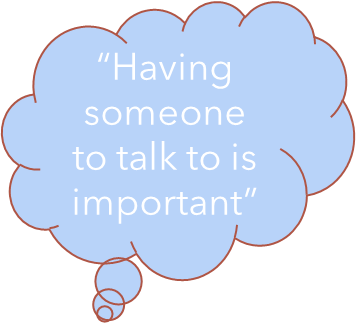 “Having
someone
to talk to is
important”